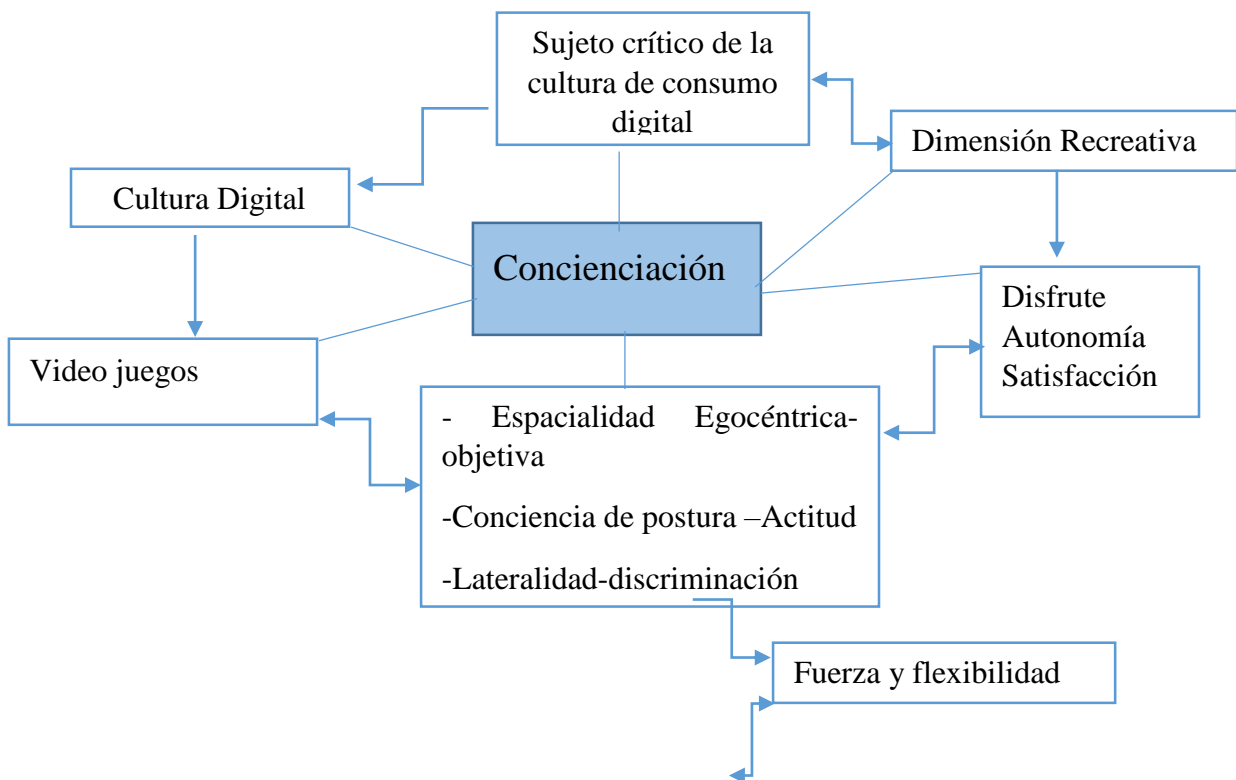 Sujeto crítico de la
cultura de consumo
digital
Dimensión Recreativa
Cultura Digital
Concienciación
Disfrute
Autonomía
Satisfacción
Video juegos
- Espacialidad Egocéntrica-
objetiva
-Conciencia de postura –Actitud
-Lateralidad-discriminación
Fuerza y flexibilidad